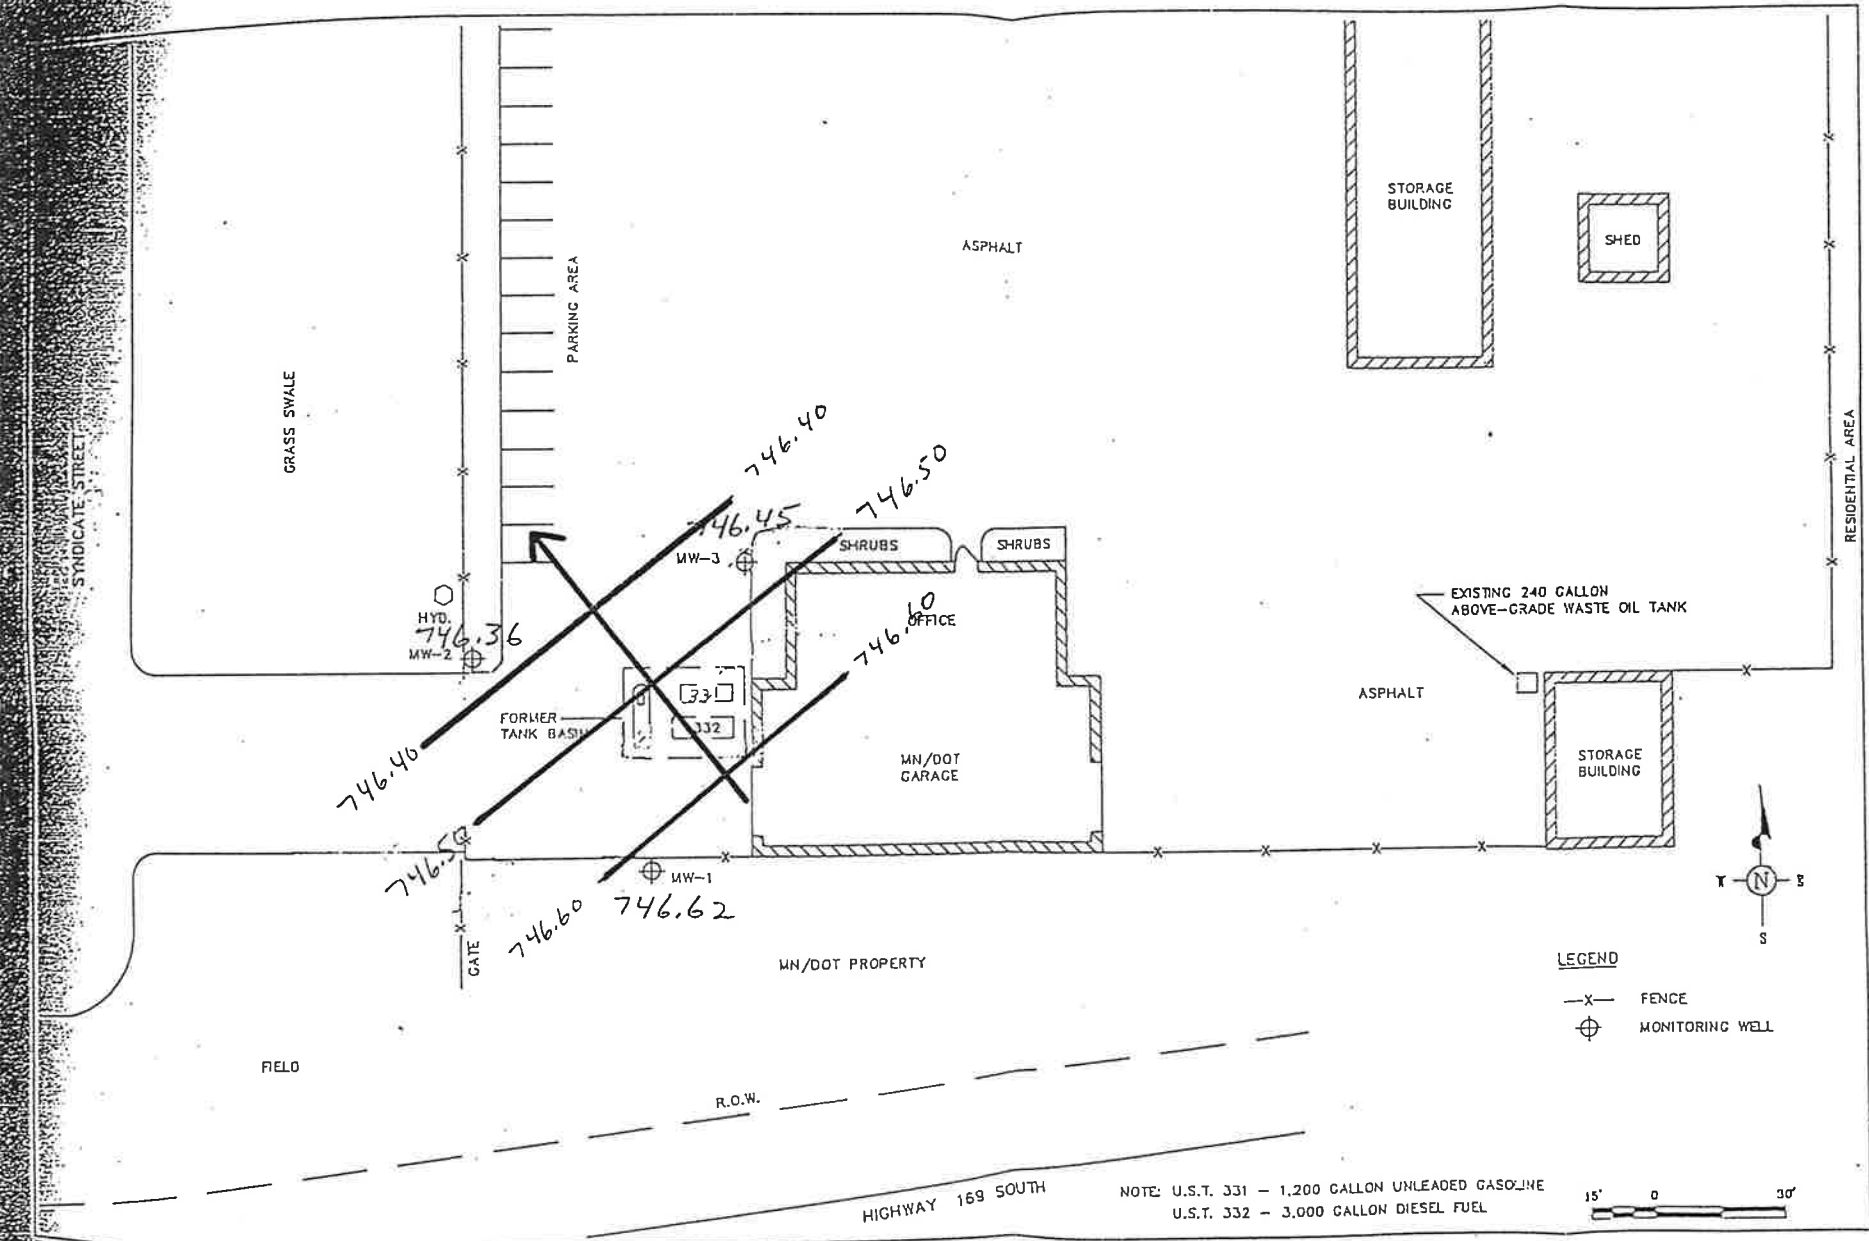 STORAGE
BUILDING
SHED
ASPHALT
PARKING AREA
GRASS SWALE
SYNDICATE STREET
RESIDENTIAL AREA
746.40
746.50
746.45
MW-3
SHRUBS
SHRUBS
EXISTING 240 GALLON
ABOVE-GRADE WASTE OIL TANK
HYD.
746.36
MW-2
746.60
OFFICE
331
332
FORMER
TANK BASIN
ASPHALT
MN/DOT
GARAGE
STORAGE
BUILDING
746.40
746.50
MW-1
746.60
746.62
GATE
MN/DOT PROPERTY
N
S
LEGEND
—X— FENCE
MONITORING WELL
FIELD
R.O.W.
HIGHWAY 169 SOUTH
NOTE: U.S.T. 331 – 1,200 GALLON UNLEADED GASOLINE
U.S.T. 332 – 3,000 GALLON DIESEL FUEL
15' 0 30'